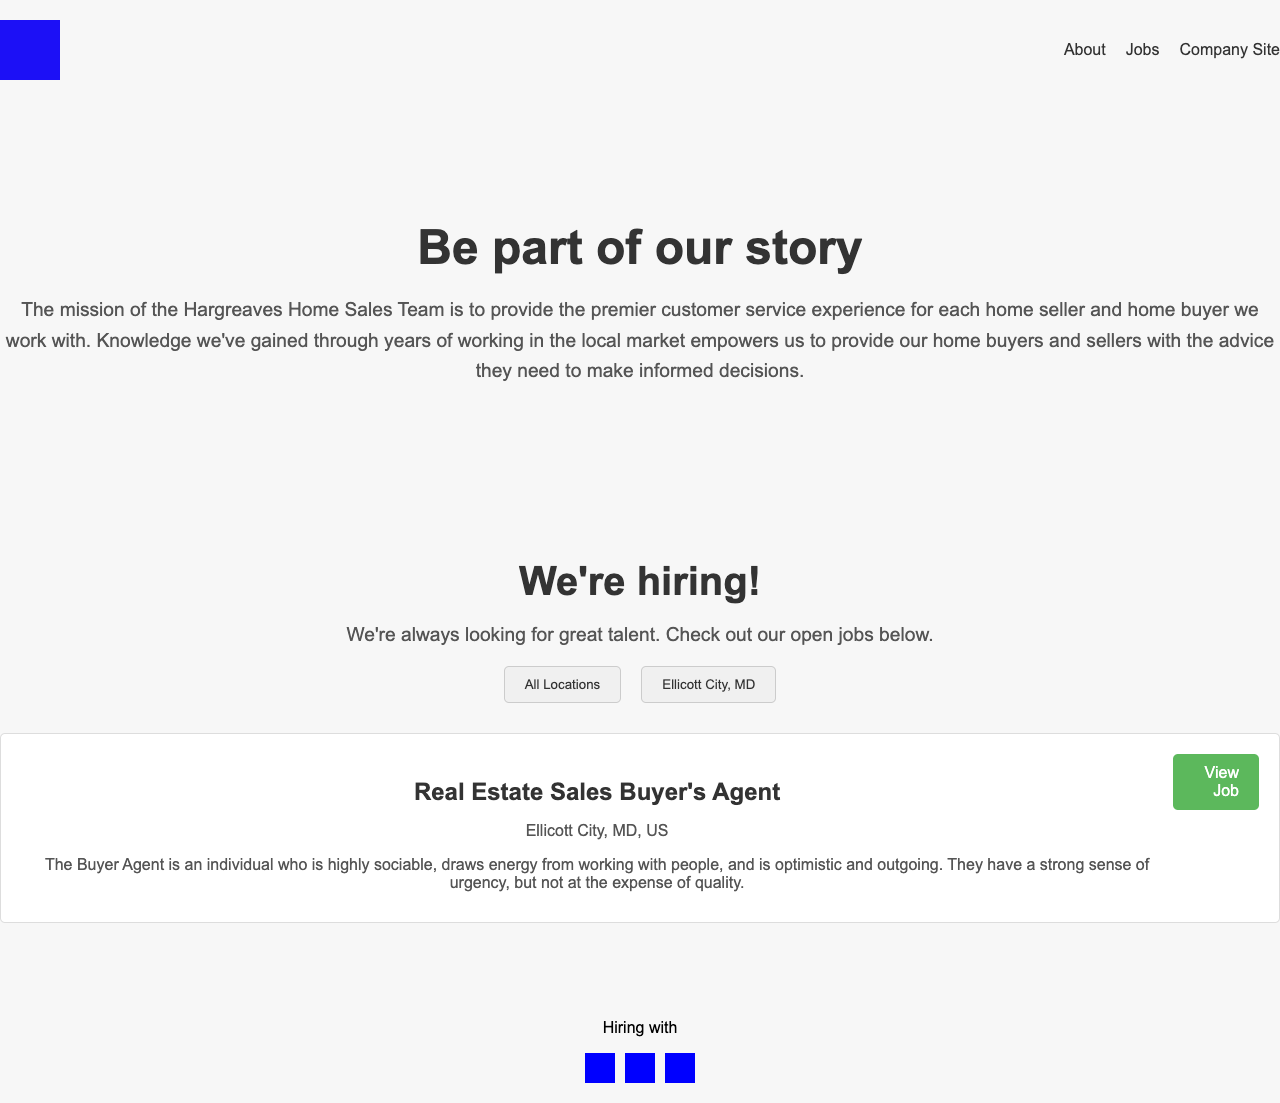 About
Jobs
Company Site
Be part of our story
The mission of the Hargreaves Home Sales Team is to provide the premier customer service experience for each home seller and home buyer we
work with. Knowledge we've gained through years of working in the local market empowers us to provide our home buyers and sellers with the advice
they need to make informed decisions.
We're hiring!
We're always looking for great talent. Check out our open jobs below.
All Locations
Ellicott City, MD
Real Estate Sales Buyer's Agent
Ellicott City, MD, US
The Buyer Agent is an individual who is highly sociable, draws energy from working with people, and is optimistic and outgoing. They have a strong sense of
urgency, but not at the expense of quality.
View
Job
Hiring with